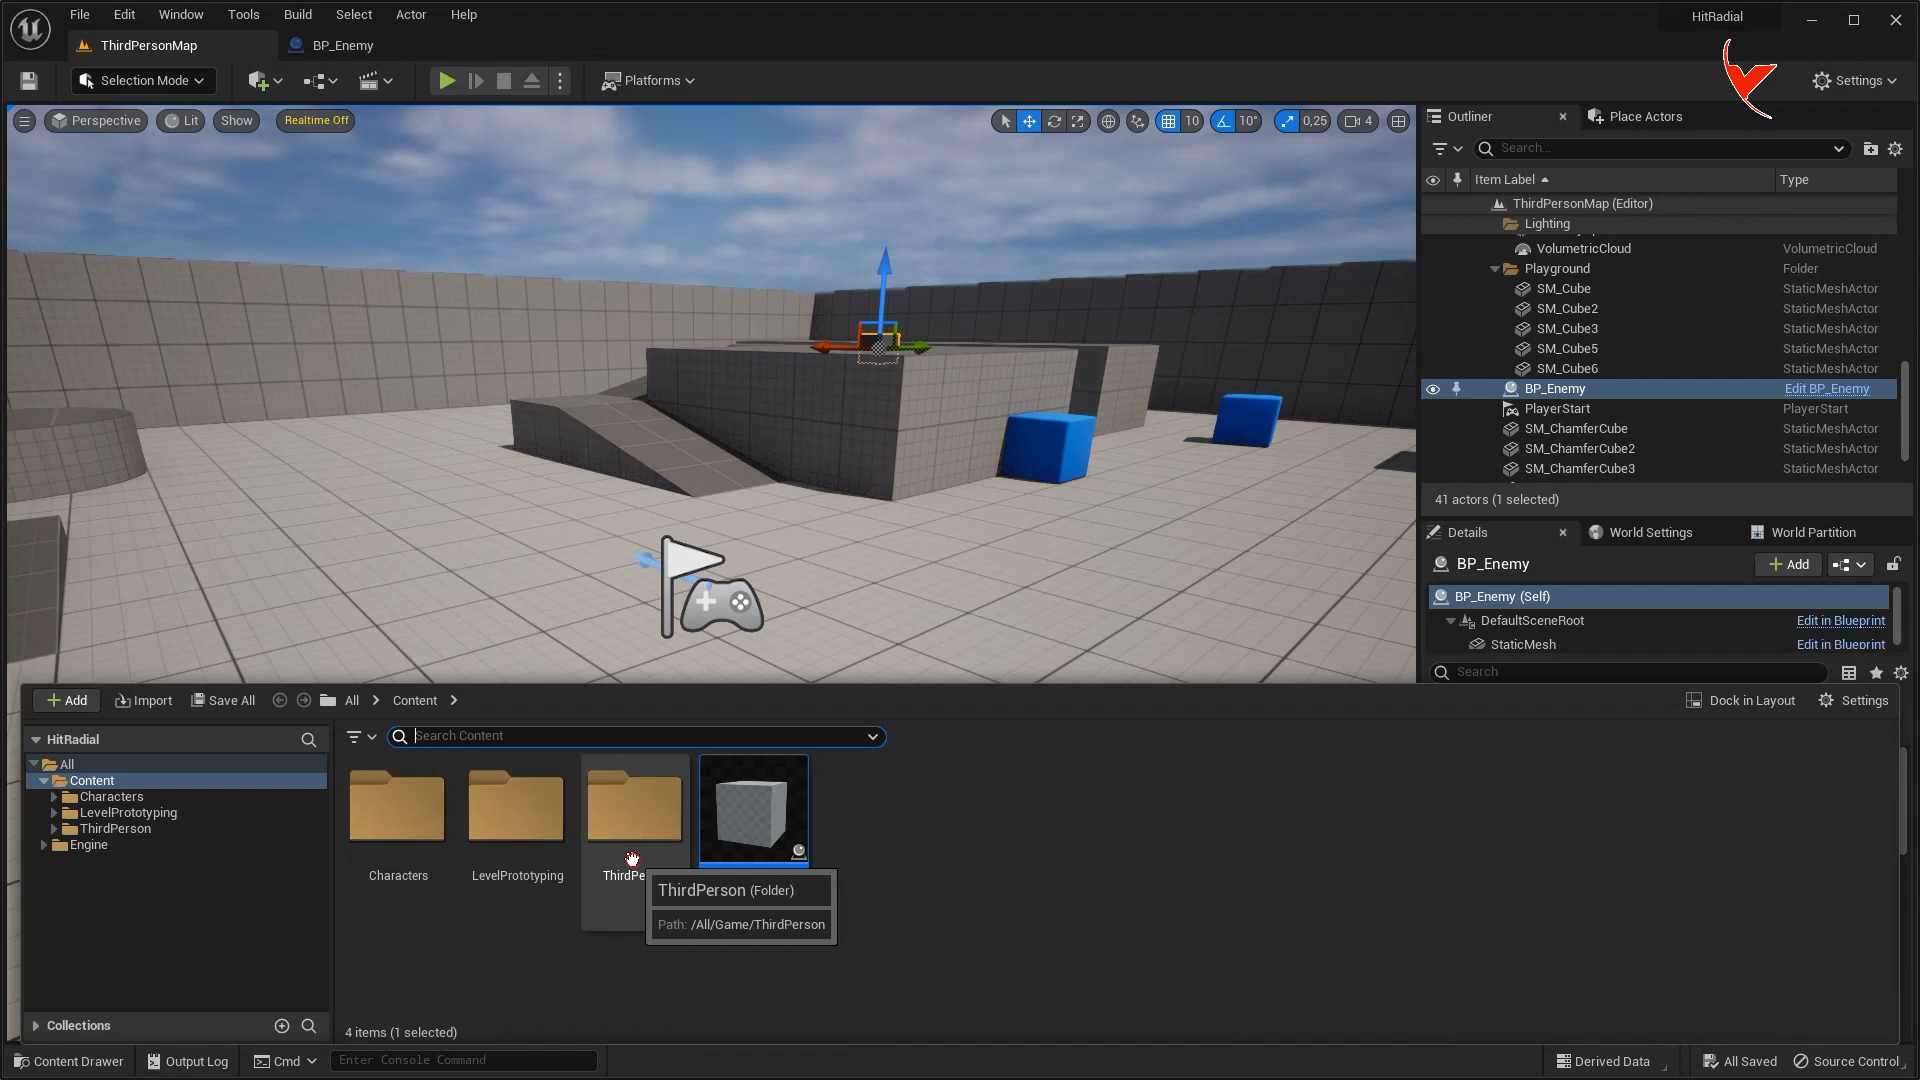 File Edit Window Tools Build Select Actor Help
HitRadial
ThirdPersonMap
BP_Enemy
Selection Mode
Platforms
Settings
Perspective
Lit
Show
Realtime Off
10
10°
0,25
4
Outliner
Place Actors
Search...
Item Label
Type
ThirdPersonMap (Editor)
Lighting
VolumetricCloud VolumetricCloud
Playground Folder
SM_Cube StaticMeshActor
SM_Cube2 StaticMeshActor
SM_Cube3 StaticMeshActor
SM_Cube5 StaticMeshActor
SM_Cube6 StaticMeshActor
BP_Enemy Edit BP_Enemy
PlayerStart PlayerStart
SM_ChamferCube StaticMeshActor
SM_ChamferCube2 StaticMeshActor
SM_ChamferCube3 StaticMeshActor
41 actors (1 selected)
Details
World Settings
World Partition
BP_Enemy
Add
BP_Enemy (Self)
DefaultSceneRoot Edit in Blueprint
StaticMesh Edit in Blueprint
Search
Add
Import
Save All
All
Content
Dock in Layout
Settings
HitRadial
Search Content
All
Content
Characters
LevelPrototyping
ThirdPerson
Engine
Characters
LevelPrototyping
ThirdPe
ThirdPerson (Folder)
Path: /All/Game/ThirdPerson
Collections
4 items (1 selected)
Content Drawer
Output Log
Cmd
Enter Console Command
Derived Data
All Saved
Source Control